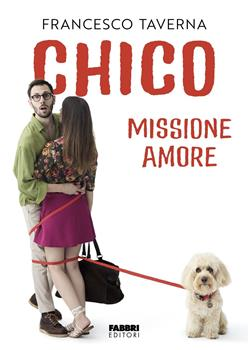 FRANCESCO TAVERNA
CHICO
MISSIONE
AMORE
FABBRI
EDITORI